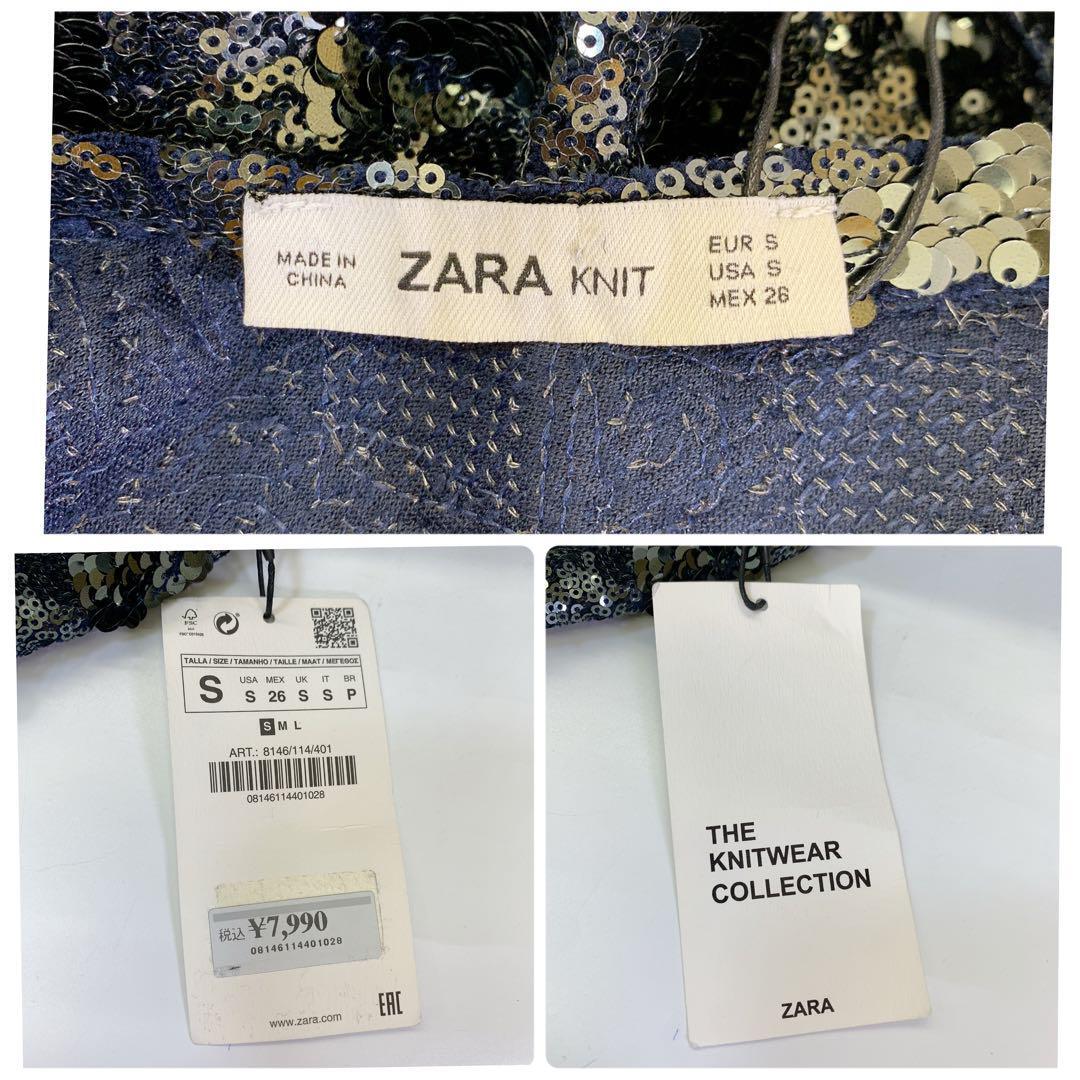 MADE IN
CHINA
ZARA KNIT
EUR S
USA S
MEX 26
FSC
TALLA / SIZE / TAMANHO / TAILLE / MAAT / ΜΕΓΕΘΟΣ
S
USA MEX UK IT BR
S 26 S S P
S M L
ART.: 8146/114/401
08146114401028
税込 ¥7,990
08146114401028
EAC
www.zara.com
THE
KNITWEAR
COLLECTION
ZARA